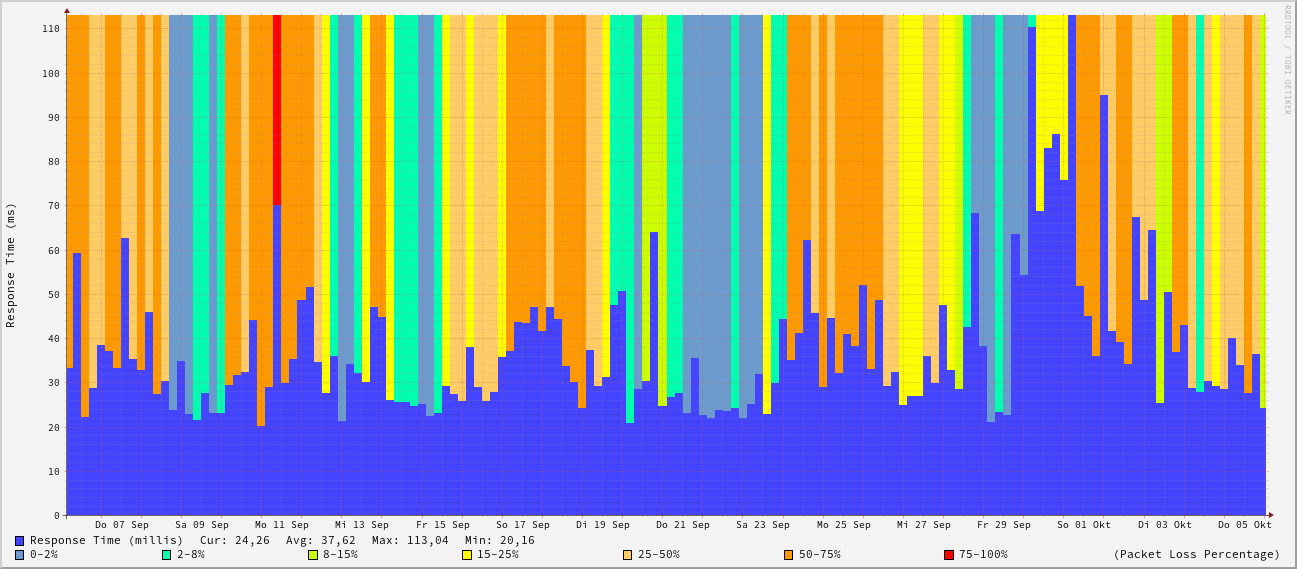 RRDTOOL / TOBI OETIKER
Response Time (ms)
110
100
90
80
70
60
50
40
30
20
10
0
Do 07 Sep Sa 09 Sep Mo 11 Sep Mi 13 Sep Fr 15 Sep So 17 Sep Di 19 Sep Do 21 Sep Sa 23 Sep Mo 25 Sep Mi 27 Sep Fr 29 Sep So 01 Okt Di 03 Okt Do 05 Okt
Response Time (millis) Cur: 24,26 Avg: 37,62 Max: 113,04 Min: 20,16
0-2% 2-8% 8-15% 15-25% 25-50% 50-75% 75-100% (Packet Loss Percentage)